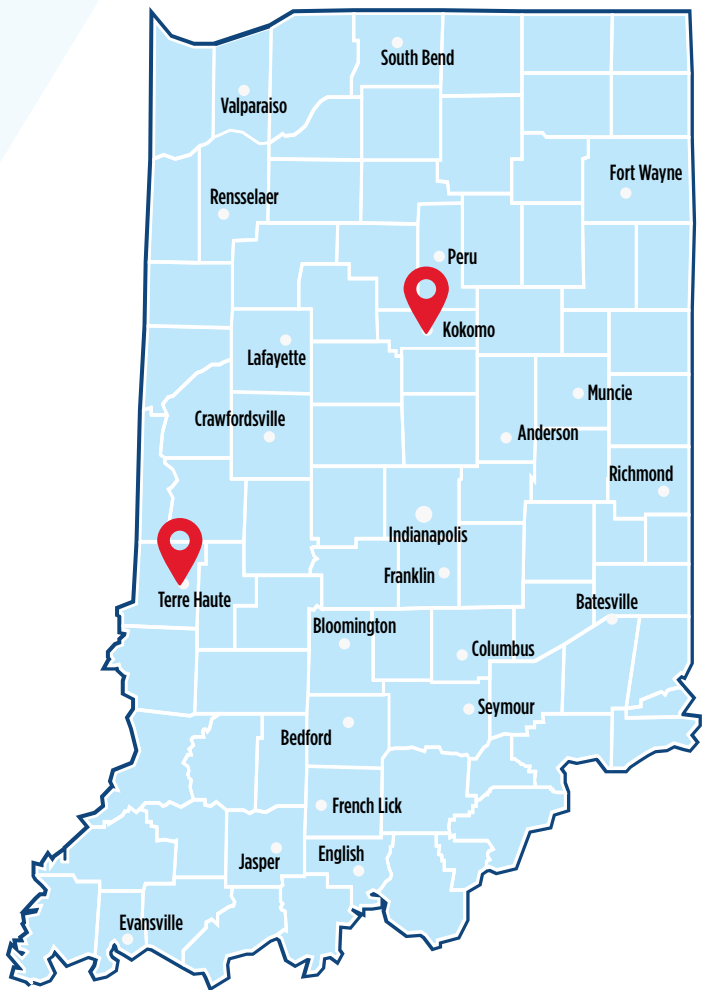 South Bend
Valparaiso
Fort Wayne
Rensselaer
Peru
Kokomo
Lafayette
Muncie
Crawfordsville
Anderson
Richmond
Indianapolis
Franklin
Terre Haute
Batesville
Bloomington
Columbus
Seymour
Bedford
French Lick
English
Jasper
Evansville